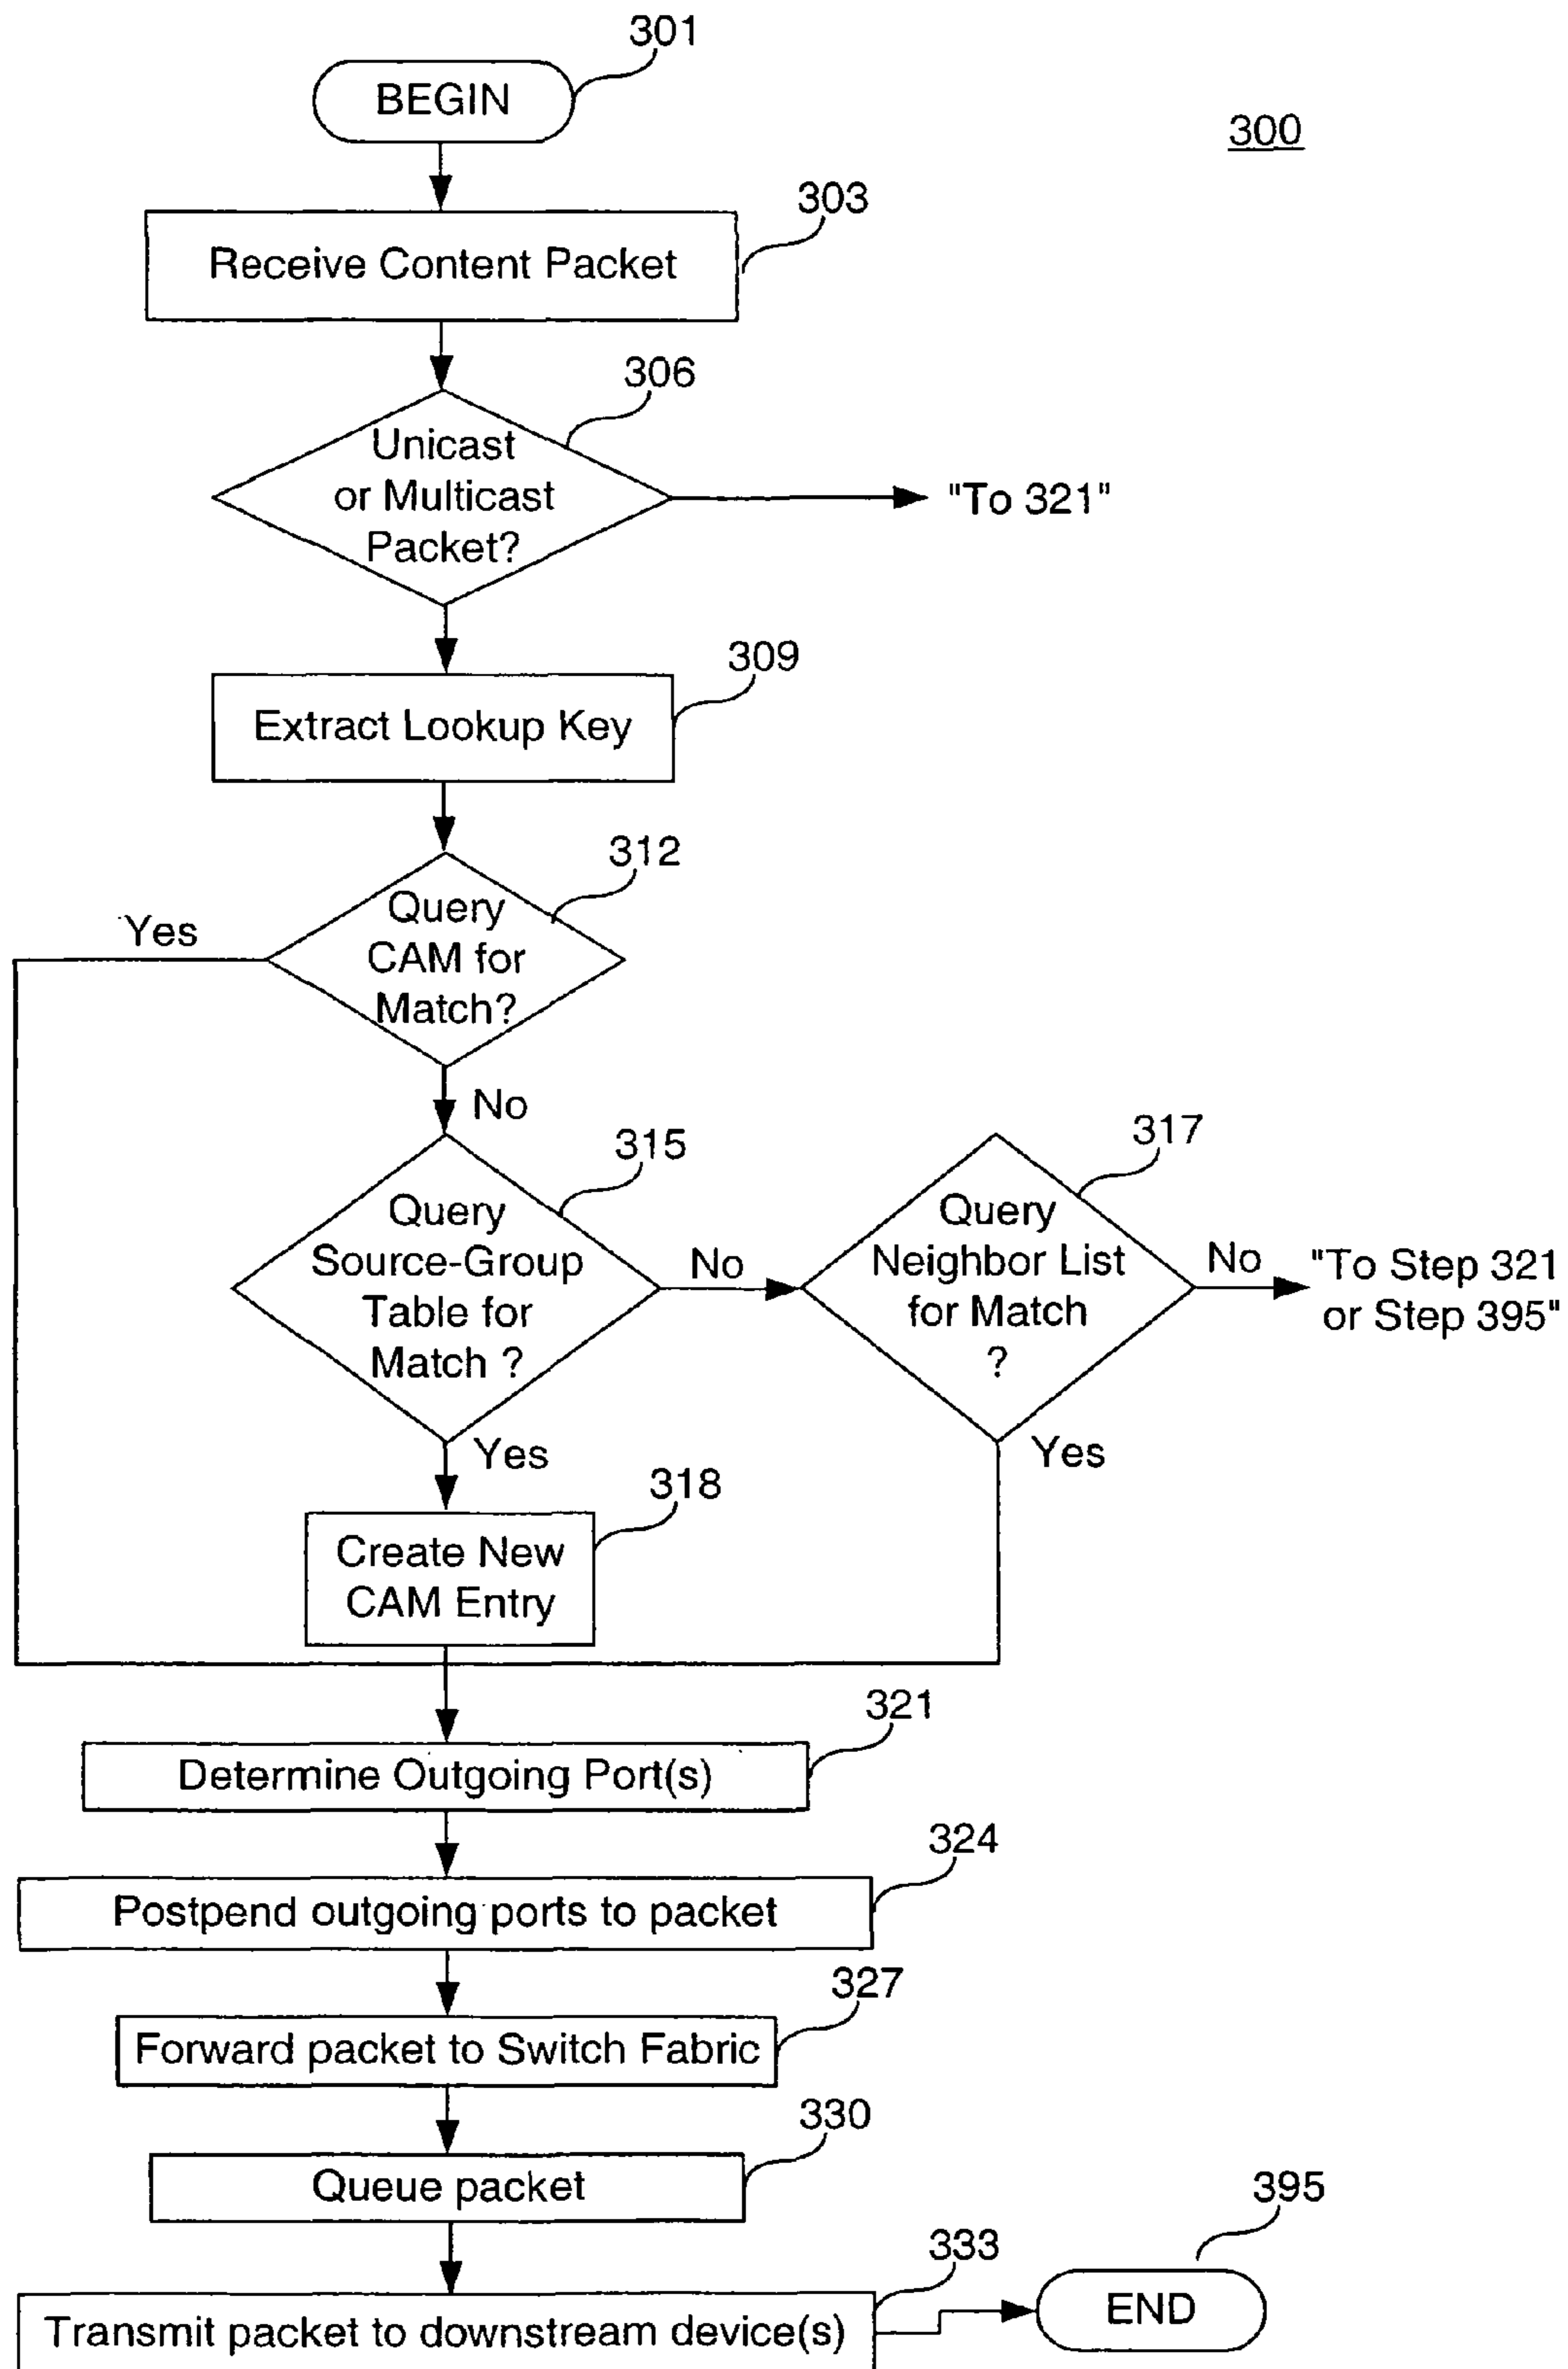 301
BEGIN
300
303
Receive Content Packet
306
Unicast
or Multicast
Packet?
"To 321"
309
Extract Lookup Key
312
Query
CAM for
Match?
Yes
No
315
Query
Source-Group
Table for
Match ?
No
317
Query
Neighbor List
for Match
?
No
"To Step 321
or Step 395"
Yes
Yes
318
Create New
CAM Entry
321
Determine Outgoing Port(s)
324
Postpend outgoing ports to packet
327
Forward packet to Switch Fabric
330
Queue packet
395
333
Transmit packet to downstream device(s)
END